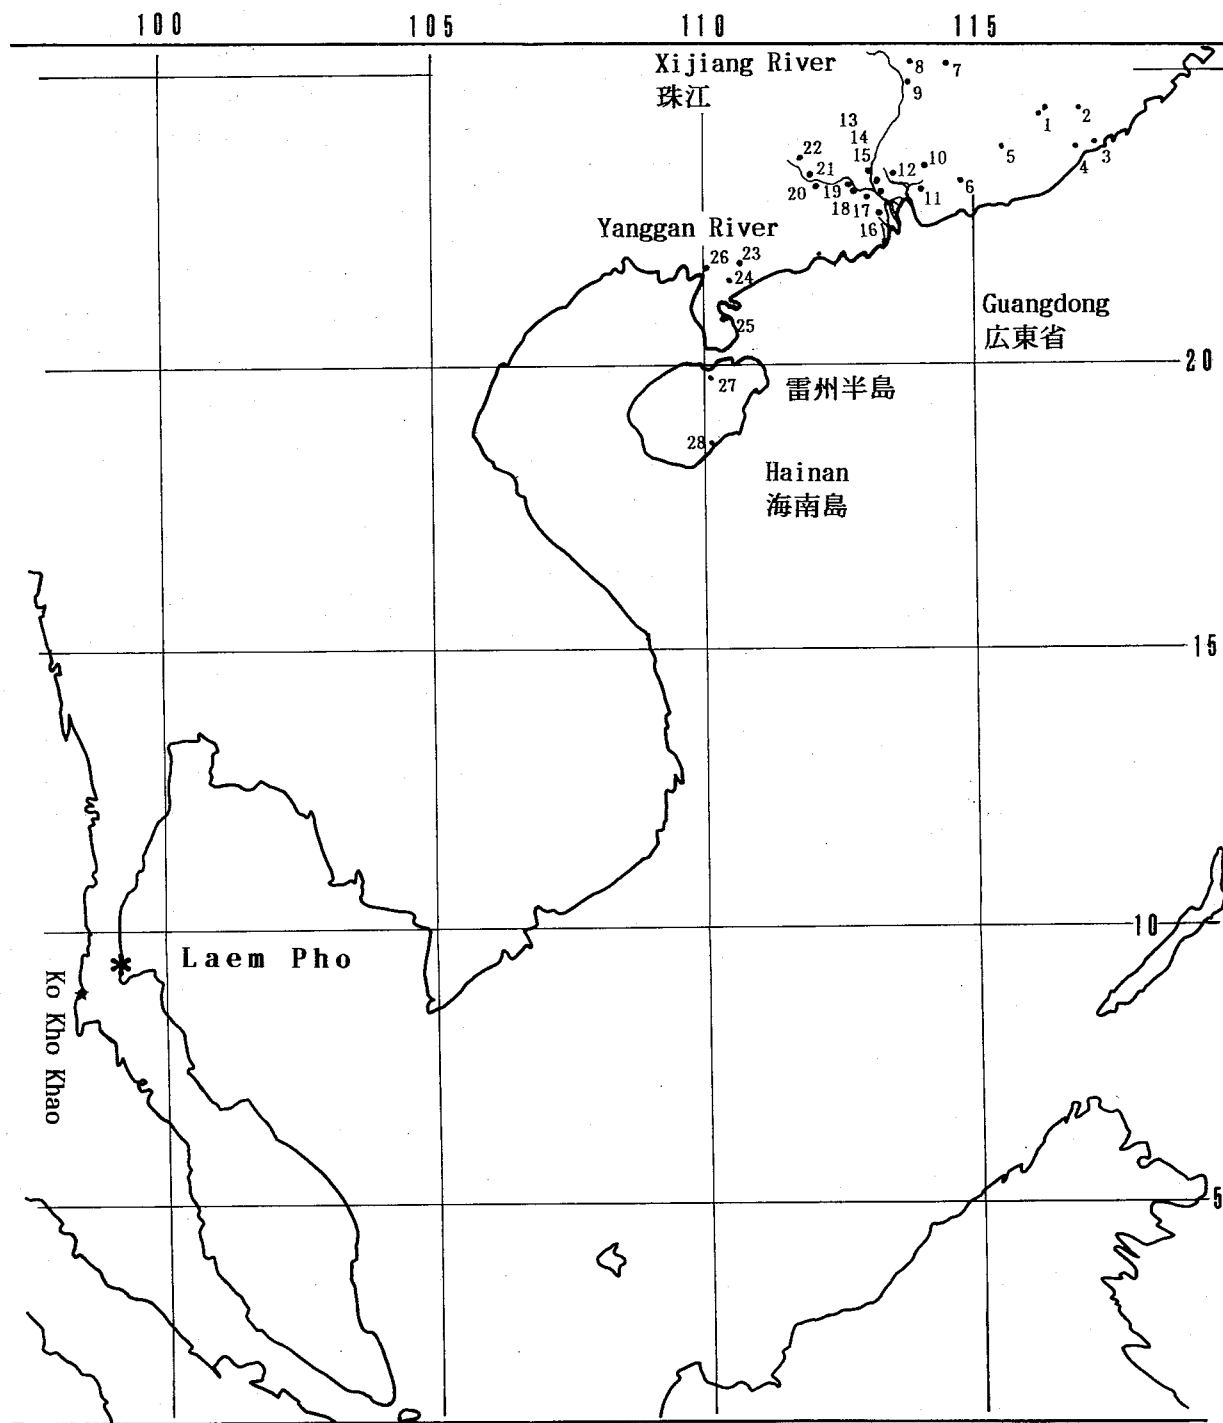 100 105 110 115
Xijiang River
珠江
8 7
9
1 2
13
14
22 15 12 10 5 4 3
21
20 19 11 6
18 17
16
Yanggan River
26 23
24
25
Guangdong
広東省
20
27
雷州半島
28
Hainan
海南島
15
10
Laem Pho
Ko Kho Khao
5